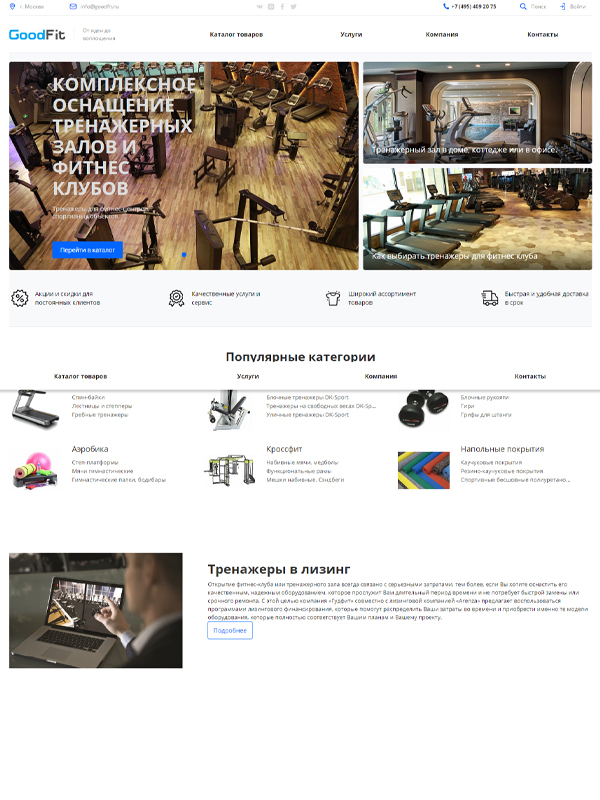 г. Москва
info@goodfit.ru
+7 (495) 409 20 75
Поиск
Войти
GoodFit
От идеи до
воплощения
Каталог товаров
Услуги
Компания
Контакты
КОМПЛЕКСНОЕ
ОСНАЩЕНИЕ
ТРЕНАЖЕРНЫХ
ЗАЛОВ И
ФИТНЕС
КЛУБОВ
Тренажеры для фитнес центров,
спортивных объектов
Перейти в каталог
Тренажерный зал в доме, коттедже или в офисе.
Как выбирать тренажеры для фитнес клуба
Акции и скидки для
постоянных клиентов
Качественные услуги и
сервис
Широкий ассортимент
товаров
Быстрая и удобная доставка
в срок
Популярные категории
Каталог товаров
Услуги
Компания
Контакты
Спин-байки
Лестницы и степперы
Гребные тренажеры
Блочные тренажеры DK-Sport
Тренажеры на свободных весах DK-Sp...
Уличные тренажеры DK-Sport
Блочные рукояти
Гири
Грифы для штанги
Аэробика
Степ платформы
Мячи гимнастические
Гимнастические палки, бодибары
Кроссфит
Набивные мячи, медболы
Функциональные рамы
Мешки набивные, Сэндбеги
Напольные покрытия
Каучуковые покрытия
Резино-каучуковые покрытия
Спортивные бесшовные полиуретано...
Тренажеры в лизинг
Открытие фитнес-клуба или тренажерного зала всегда связано с серьезными затратами, тем более, если Вы хотите оснастить его
качественным, надежным оборудованием, которое прослужит Вам длительный период времени и не потребует быстрой замены или
срочного ремонта. С этой целью компания «Гудфит» совместно с лизинговой компанией «Arenza» предлагает воспользоваться
программами лизингового финансирования, которые помогут распределить Ваши затраты во времени и приобрести именно те модели
оборудования, которые полностью соответствует Вашим планам и Вашему проекту.
Подробнее